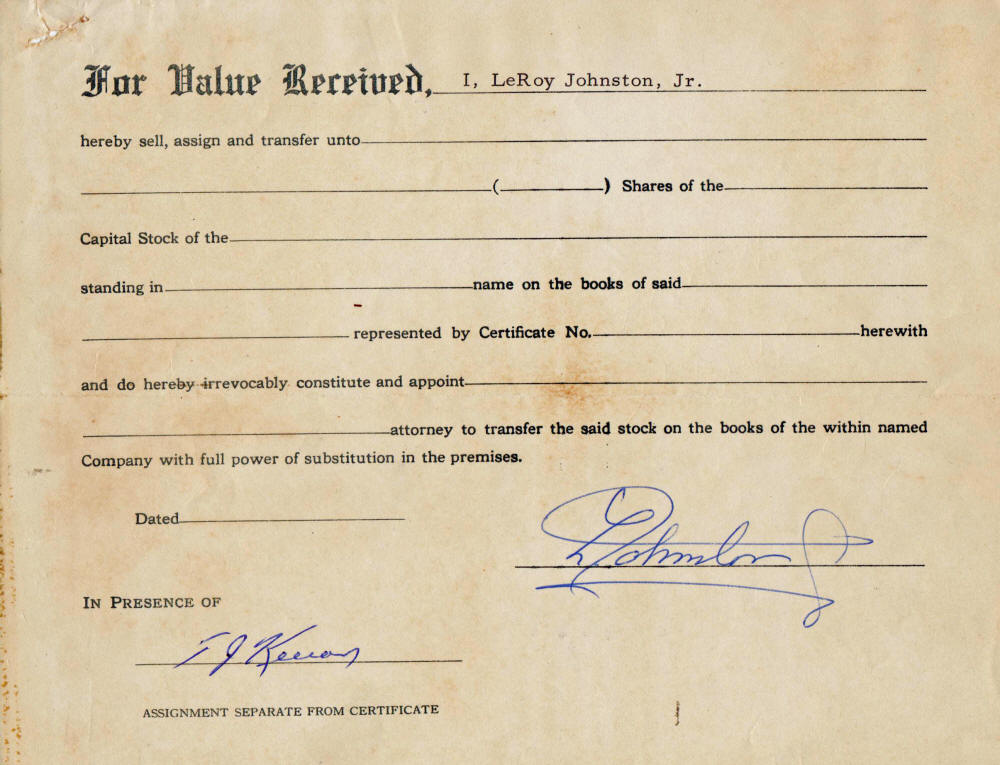 For Value Received, I, LeRoy Johnston, Jr.
hereby sell, assign and transfer unto
( ) Shares of the
Capital Stock of the
standing in name on the books of said
represented by Certificate No. herewith
and do hereby irrevocably constitute and appoint
attorney to transfer the said stock on the books of the within named
Company with full power of substitution in the premises.
Dated
LJohnston Jr
IN PRESENCE OF
T J
ASSIGNMENT SEPARATE FROM CERTIFICATE